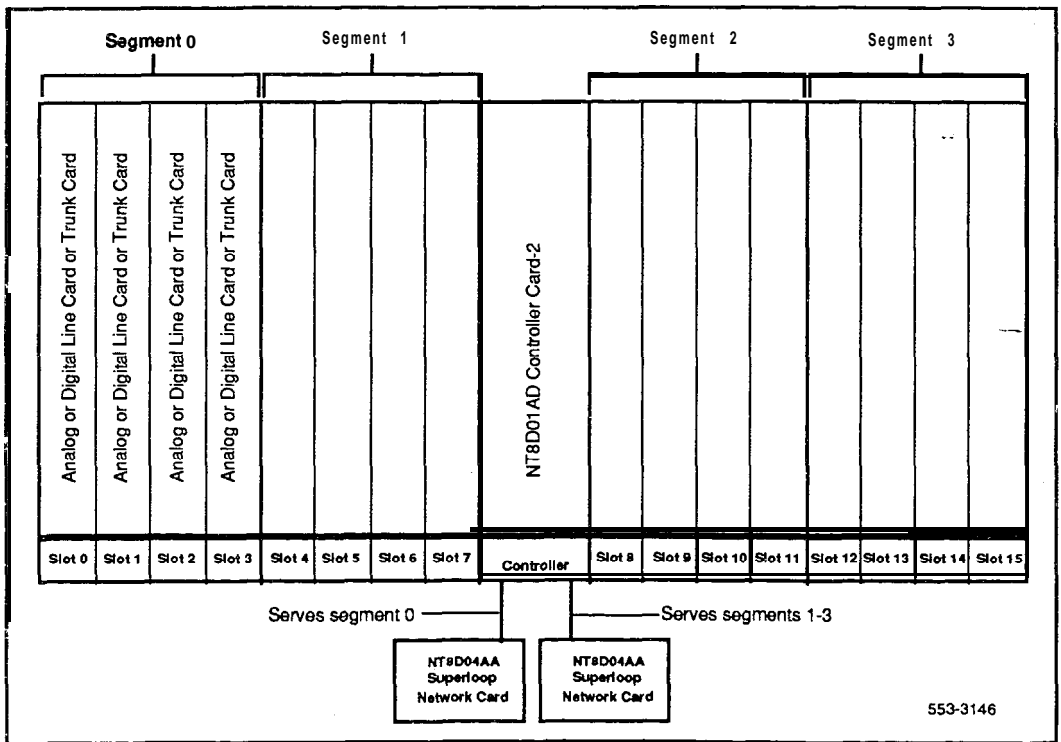 Segment 0 Segment 1 Segment 2 Segment 3
Analog or Digital Line Card or Trunk Card
Analog or Digital Line Card or Trunk Card
Analog or Digital Line Card or Trunk Card
Analog or Digital Line Card or Trunk Card
NT8D01AD Controller Card-2
Slot 0 Slot 1 Slot 2 Slot 3 Slot 4 Slot 5 Slot 6 Slot 7 Controller Slot 8 Slot 9 Slot 10 Slot 11 Slot 12 Slot 13 Slot 14 Slot 15
Serves segment 0 Serves segments 1-3
NT8D04AA
Superloop
Network Card
NT8D04AA
Superloop
Network Card
553-3146